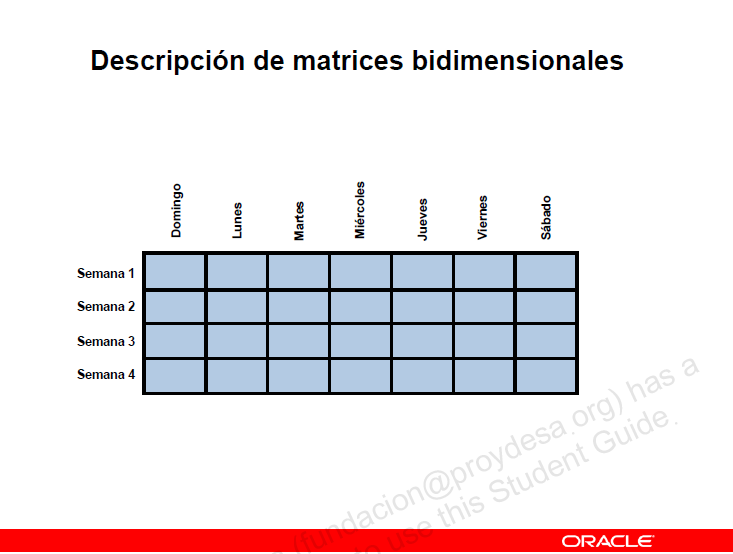 Descripción de matrices bidimensionales
Domingo
Lunes
Martes
Miércoles
Jueves
Viernes
Sábado
Semana 1
Semana 2
Semana 3
Semana 4
(fundacion@proydesa.org) has a
to use this Student Guide.
ORACLE